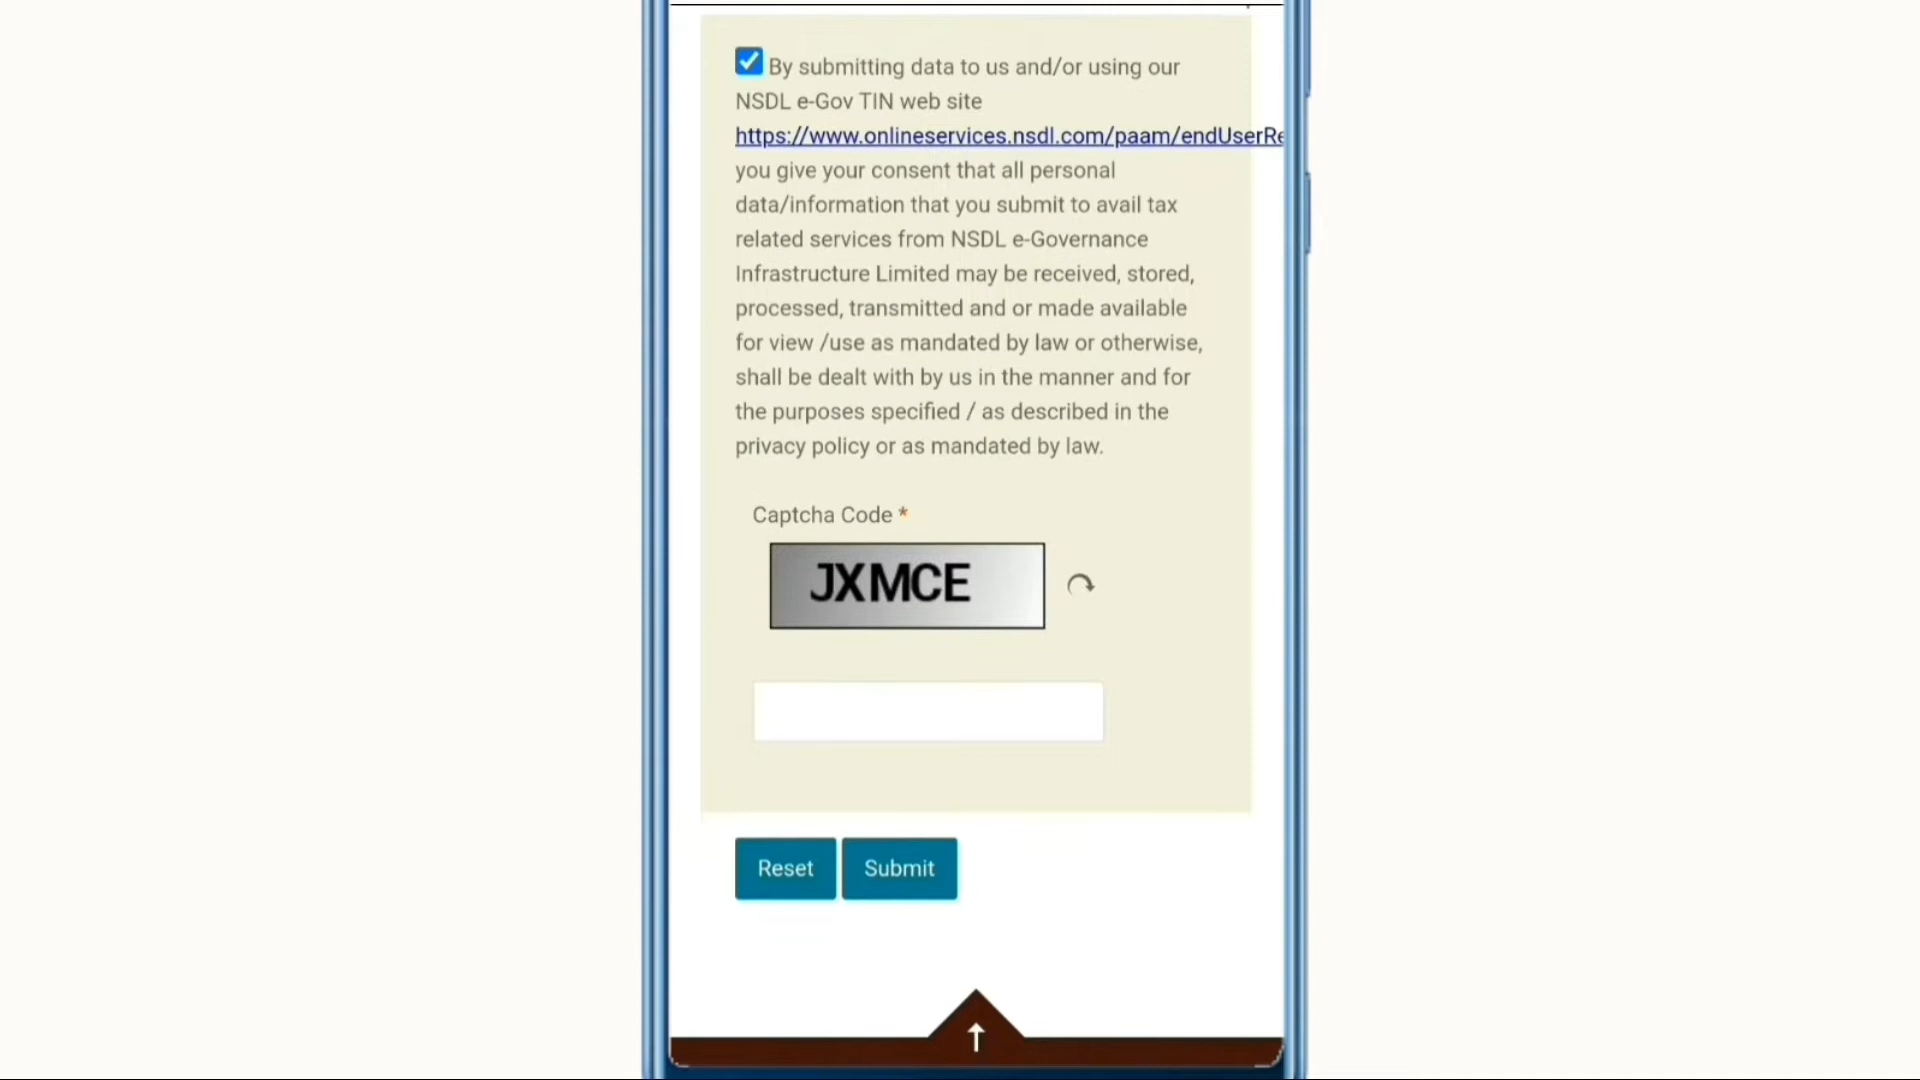 By submitting data to us and/or using our
NSDL e-Gov TIN web site
https://www.onlineservices.nsdl.com/paam/endUserRe
you give your consent that all personal
data/information that you submit to avail tax
related services from NSDL e-Governance
Infrastructure Limited may be received, stored,
processed, transmitted and or made available
for view /use as mandated by law or otherwise,
shall be dealt with by us in the manner and for
the purposes specified / as described in the
privacy policy or as mandated by law.
Captcha Code *
JXMCE
Reset Submit